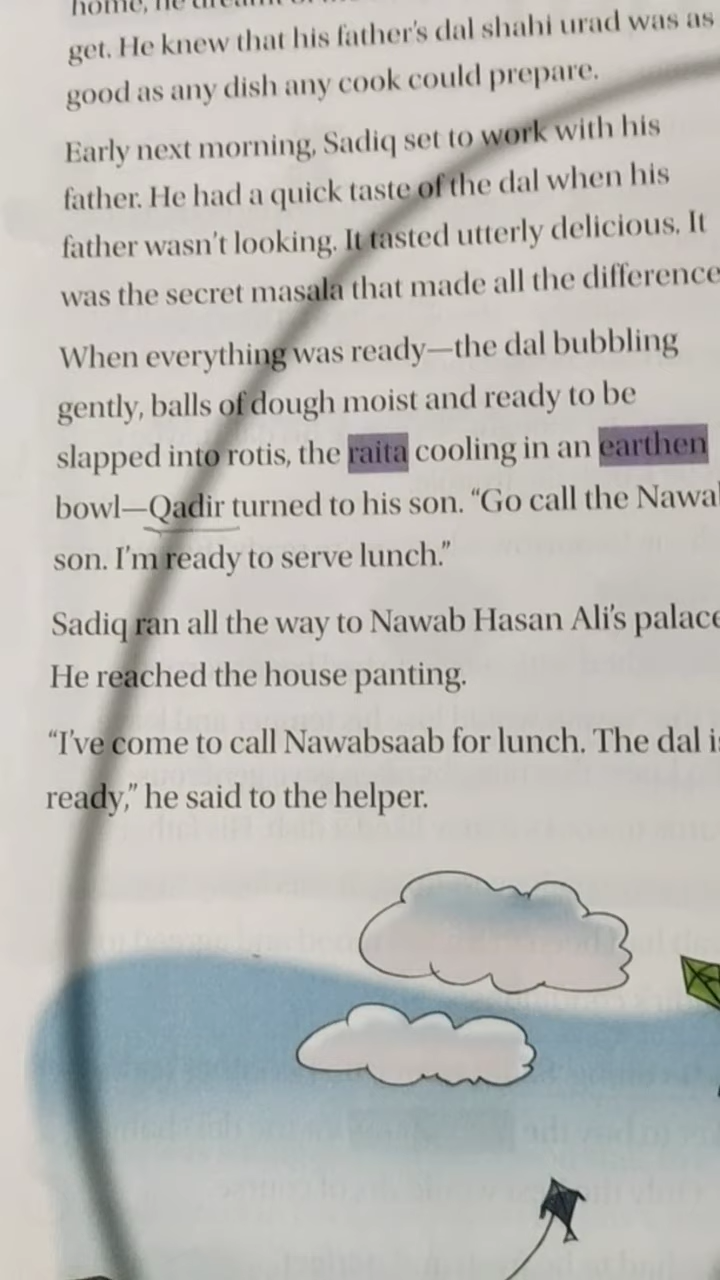 home, he
get. He knew that his father's dal shahi urad was as
good as any dish any cook could prepare.
Early next morning, Sadiq set to work with his
father. He had a quick taste of the dal when his
father wasn't looking. It tasted utterly delicious. It
was the secret masala that made all the difference
When everything was ready—the dal bubbling
gently, balls of dough moist and ready to be
slapped into rotis, the raita cooling in an earthen
bowl—Qadir turned to his son. “Go call the
son. I'm ready to serve lunch.”
Sadiq ran all the way to Nawab Hasan Ali's palace
He reached the house panting.
“I've come to call Nawabsaab for lunch. The dal
ready,” he said to the helper.